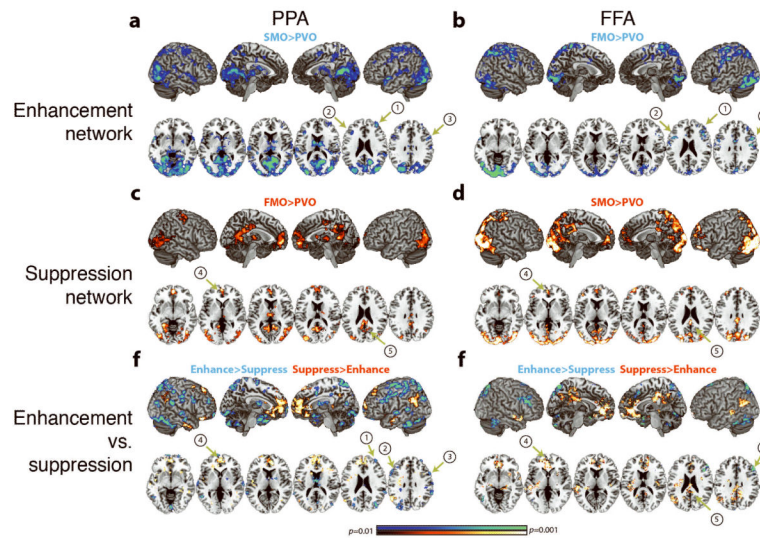 PPA
FFA
a
SMO>PVO
b
FMO>PVO
Enhancement
network
2
1
3
2
1
c
FMO>PVO
d
SMO>PVO
Suppression
network
4
5
4
5
f
Enhance>Suppress Suppress>Enhance
f
Enhance>Suppress Suppress>Enhance
Enhancement
vs.
suppression
4
1
2
3
4
5
p=0.01
p=0.001